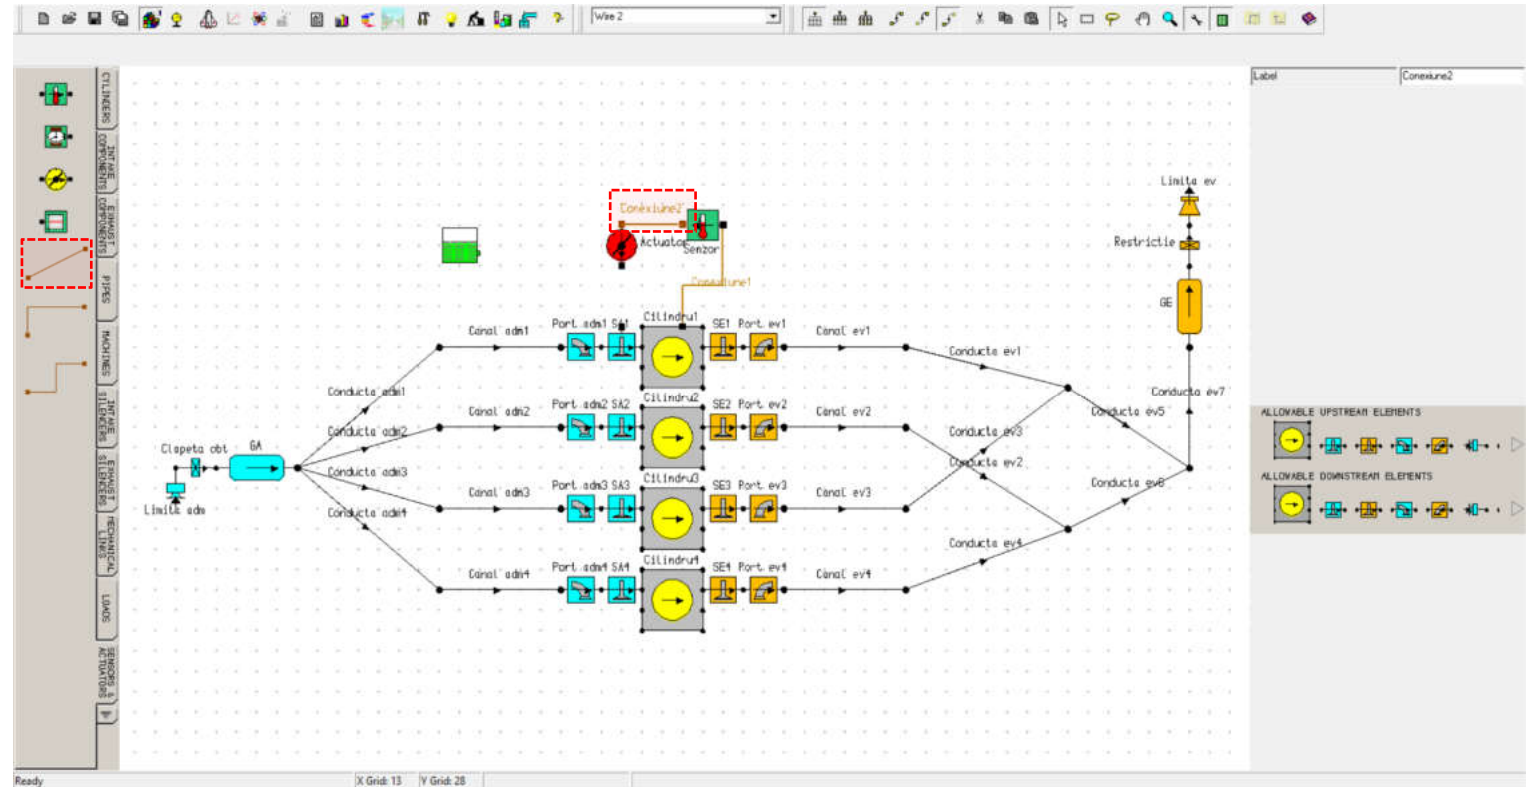 Wire 2
Label
Conexiune2
CYLINDERS
INTAKE COMPONENTS
EXHAUST COMPONENTS
PIPES
MACHINES
INTAKE SILENCERS
EXHAUST SILENCERS
MECHANICAL LINKS
LOADS
SENSORS & ACTUATORS
Limita ev
Conexiune2
Actuator
Senzor
Restrictie
Conexiune1
GE
Canal adm1
Port adm1 SA1
Cilindru1
SE1 Port ev1
Canal ev1
Conducta ev1
Conducta adm1
Conducta ev7
Canal adm2
Port adm2 SA2
Cilindru2
SE2 Port ev2
Canal ev2
Conducta ev5
Conducta adm2
Conducta ev3
Clapeta obt
GA
Conducta ev2
Conducta adm3
Canal adm3
Port adm3 SA3
Cilindru3
SE3 Port ev3
Canal ev3
Conducta ev6
Limita adm
Conducta adm4
Conducta ev4
Canal adm4
Port adm4 SA4
Cilindru4
SE4 Port ev4
Canal ev4
ALLOWABLE UPSTREAM ELEMENTS
ALLOWABLE DOWNSTREAM ELEMENTS
Ready
X Grid: 13
Y Grid: 28